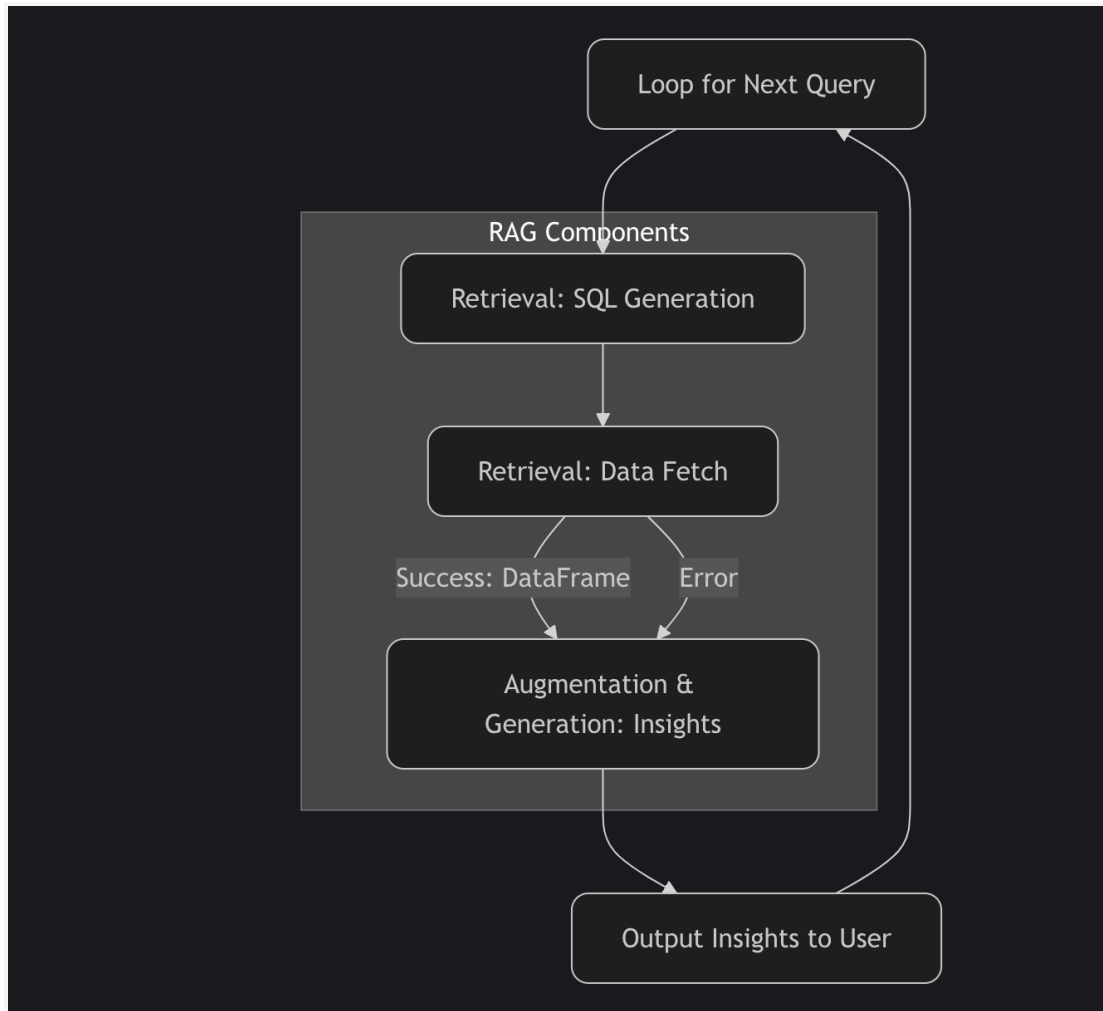 Loop for Next Query
RAG Components
Retrieval: SQL Generation
Retrieval: Data Fetch
Success: DataFrame
Error
Augmentation &
Generation: Insights
Output Insights to User